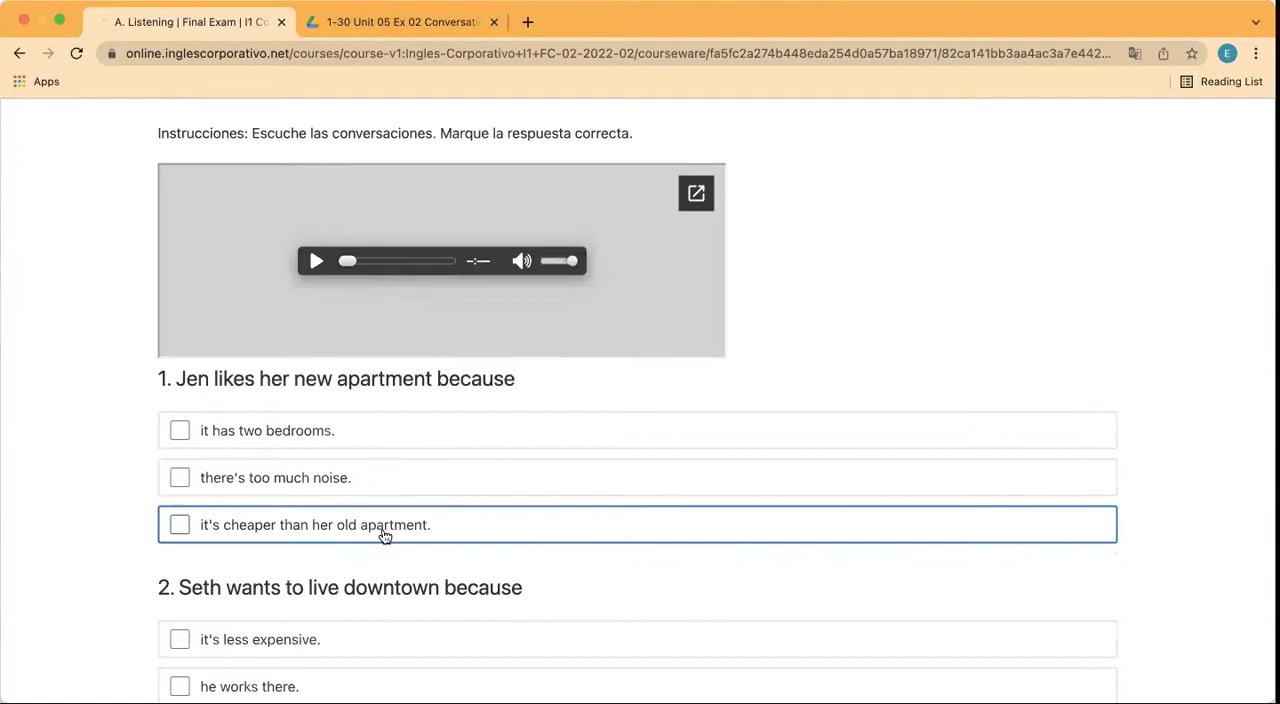 A. Listening | Final Exam | I1 Co
1-30 Unit 05 Ex 02 Conversati
online.inglescorporativo.net/courses/course-v1:Ingles-Corporativo+I1+FC-02-2022-02/courseware/fa5fc2a274b448eda254d0a57ba18971/82ca141bb3aa4ac3a7e442...
E
Apps
Reading List
Instrucciones: Escuche las conversaciones. Marque la respuesta correcta.
--:--
1. Jen likes her new apartment because
it has two bedrooms.
there's too much noise.
it's cheaper than her old apartment.
2. Seth wants to live downtown because
it's less expensive.
he works there.